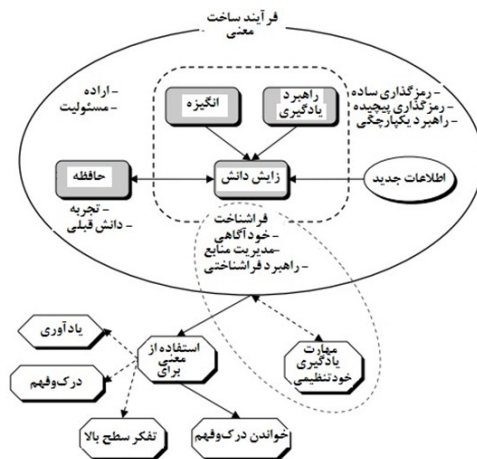 فرآیند ساخت
معنی
- اراده
- مسئولیت
انگیزه
راهبرد
یادگیری
- رمزگذاری ساده
- رمزگذاری پیچیده
- راهبرد یکپارچگی
حافظه
زایش دانش
اطلاعات جدید
- تجربه
- دانش قبلی
فراشناخت
- خودآگاهی
- مدیریت منابع
- راهبرد فراشناختی
یادآوری
درک‌وفهم
تفکر سطح بالا
استفاده از
معنی
برای
خواندن درک‌وفهم
مهارت
یادگیری
خودتنظیمی